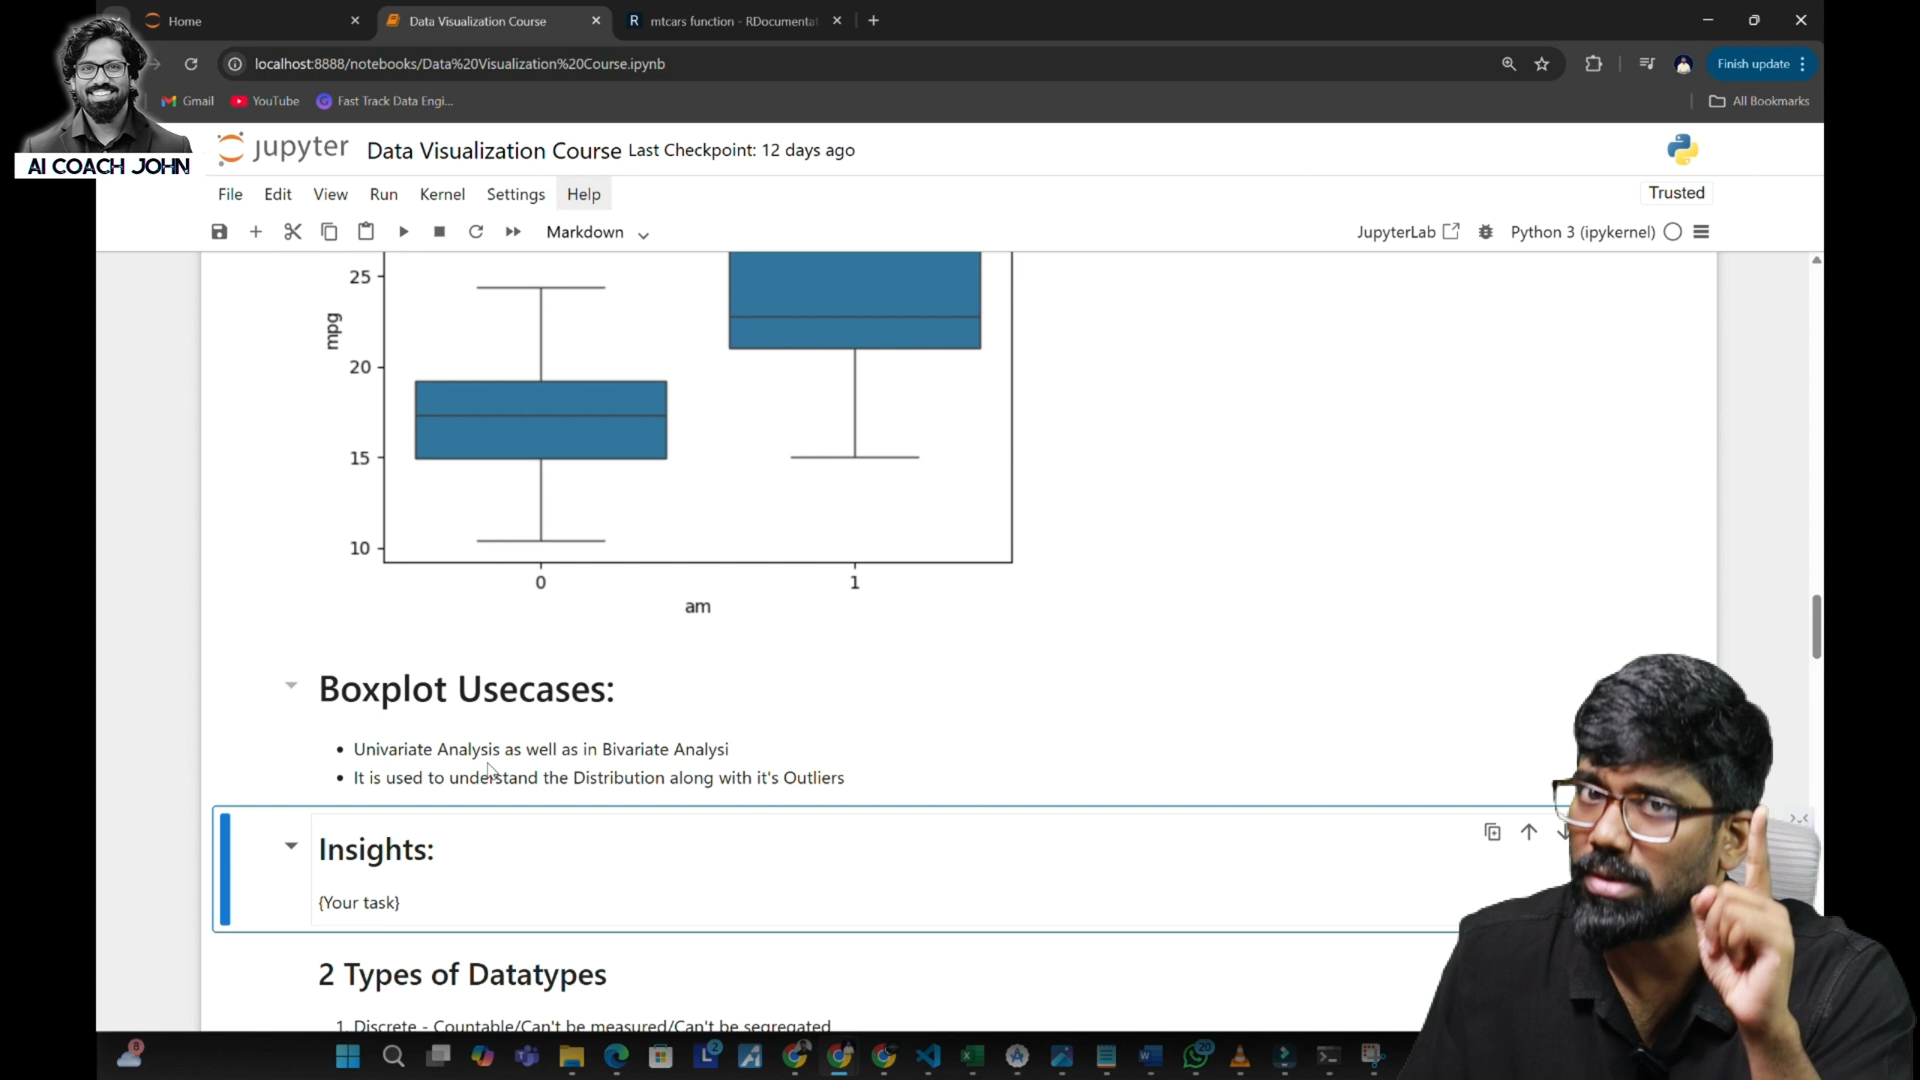 Home
Data Visualization Course
R mtcars function - RDocumenta
localhost:8888/notebooks/Data%20Visualization%20Course.ipynb
Finish update
Gmail
YouTube
Fast Track Data Engi...
All Bookmarks
AI COACH JOHN
jupyter
Data Visualization Course Last Checkpoint: 12 days ago
File Edit View Run Kernel Settings Help
Trusted
Markdown
JupyterLab
Python 3 (ipykernel)
25
20
15
10
mpg
0 1
am
Boxplot Usecases:
• Univariate Analysis as well as in Bivariate Analysi
• It is used to understand the Distribution along with it's Outliers
Insights:
{Your task}
2 Types of Datatypes
1. Discrete - Countable/Can't be measured/Can't be segregated
8
2
20